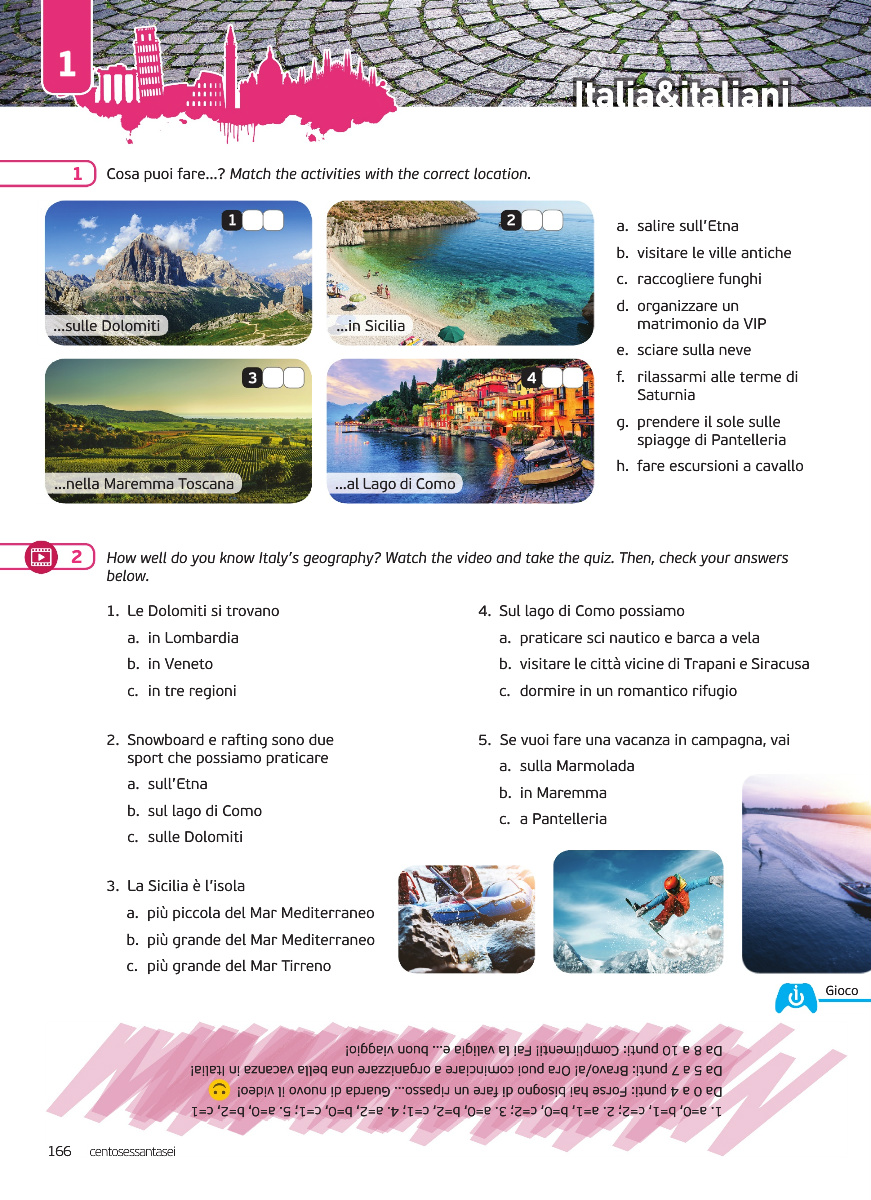 1
Italia&italiani
1 Cosa puoi fare...? Match the activities with the correct location.
1
...sulle Dolomiti
2
...in Sicilia
3
...nella Maremma Toscana
4
...al Lago di Como
a. salire sull'Etna
b. visitare le ville antiche
c. raccogliere funghi
d. organizzare un
matrimonio da VIP
e. sciare sulla neve
f. rilassarmi alle terme di
Saturnia
g. prendere il sole sulle
spiagge di Pantelleria
h. fare escursioni a cavallo
2 How well do you know Italy's geography? Watch the video and take the quiz. Then, check your answers
below.
1. Le Dolomiti si trovano
a. in Lombardia
b. in Veneto
c. in tre regioni
2. Snowboard e rafting sono due
sport che possiamo praticare
a. sull'Etna
b. sul lago di Como
c. sulle Dolomiti
3. La Sicilia è l'isola
a. più piccola del Mar Mediterraneo
b. più grande del Mar Mediterraneo
c. più grande del Mar Tirreno
4. Sul lago di Como possiamo
a. praticare sci nautico e barca a vela
b. visitare le città vicine di Trapani e Siracusa
c. dormire in un romantico rifugio
5. Se vuoi fare una vacanza in campagna, vai
a. sulla Marmolada
b. in Maremma
c. a Pantelleria
Gioco
1. a=0, b=1, c=2; 2. a=1, b=0, c=2; 3. a=0, b=2, c=1; 4. a=2, b=0, c=1; 5. a=0, b=2, c=1
Da 0 a 4 punti: Forse hai bisogno di fare un ripasso... Guarda di nuovo il video!
Da 5 a 7 punti: Bravo/a! Ora puoi cominciare a organizzare una bella vacanza in Italia!
Da 8 a 10 punti: Complimenti! Fai la valigia e... buon viaggio!
166 centosessantasei